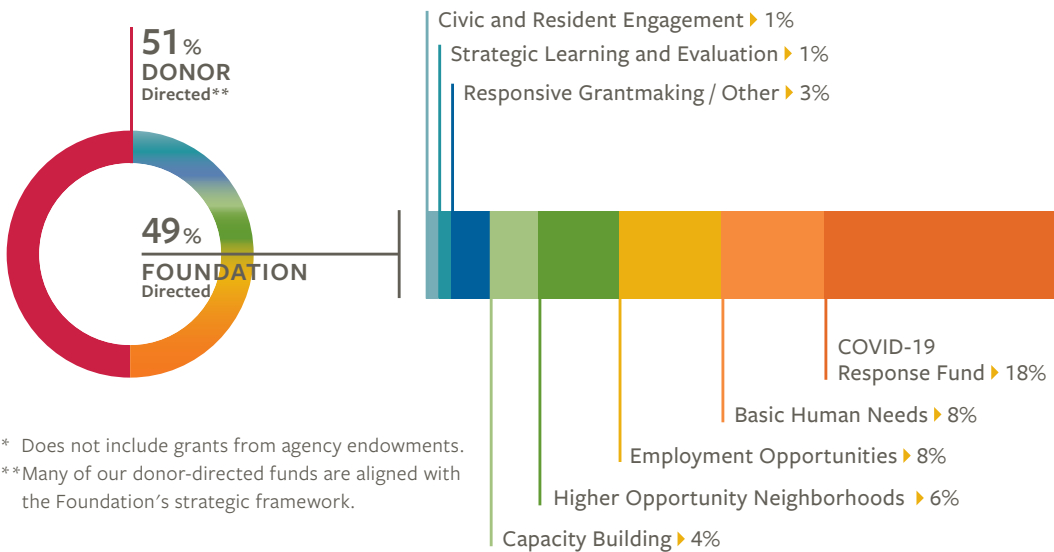 51%
DONOR
Directed**
49%
FOUNDATION
Directed
Civic and Resident Engagement 1%
Strategic Learning and Evaluation 1%
Responsive Grantmaking / Other 3%
COVID-19
Response Fund 18%
Basic Human Needs 8%
Employment Opportunities 8%
Higher Opportunity Neighborhoods 6%
Capacity Building 4%
* Does not include grants from agency endowments.
**Many of our donor-directed funds are aligned with
the Foundation's strategic framework.